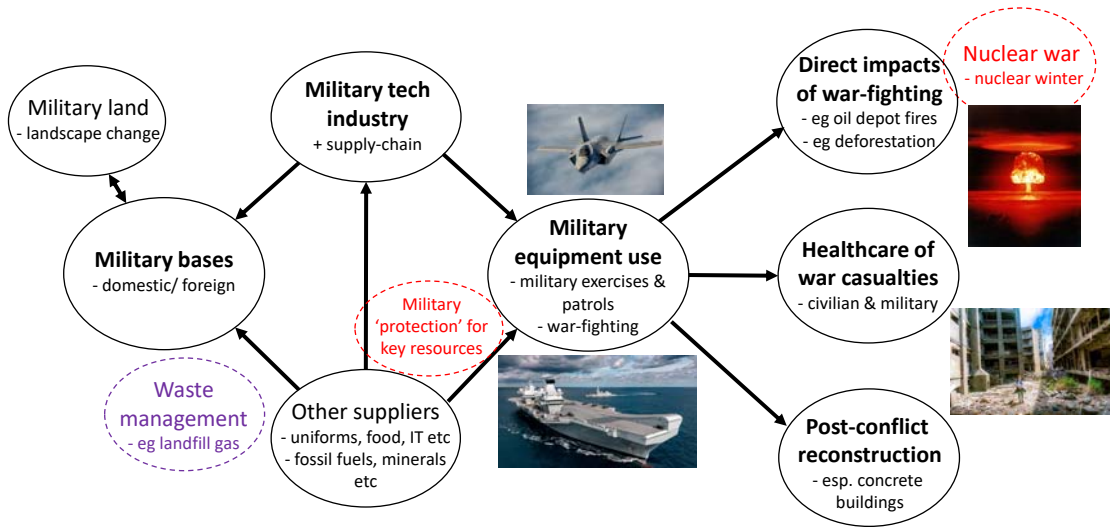 Military land
- landscape change
Military tech
industry
+ supply-chain
Direct impacts
of war-fighting
- eg oil depot fires
- eg deforestation
Nuclear war
- nuclear winter
Military bases
- domestic/ foreign
Military
equipment use
- military exercises &
patrols
- war-fighting
Healthcare of
war casualties
- civilian & military
Military
‘protection’ for
key resources
Waste
management
- eg landfill gas
Other suppliers
- uniforms, food, IT etc
- fossil fuels, minerals
etc
Post-conflict
reconstruction
- esp. concrete
buildings